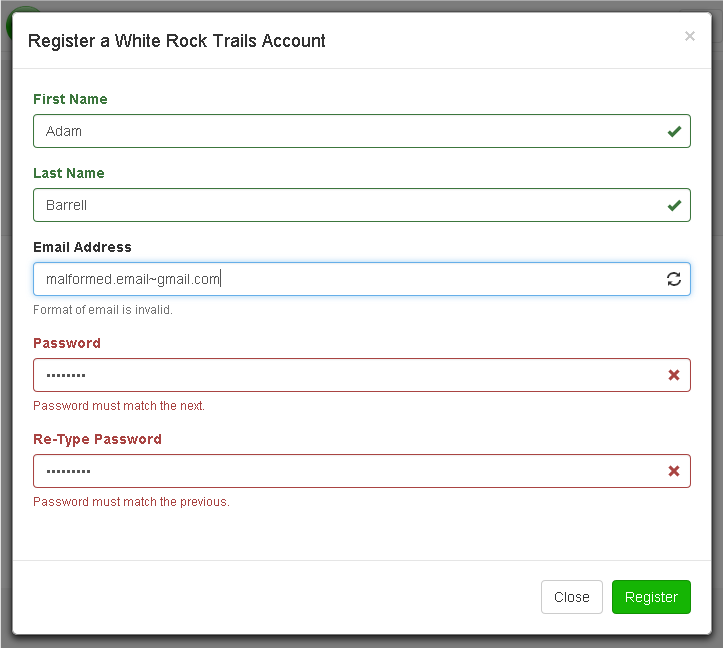 Register a White Rock Trails Account
×
First Name
Adam
Last Name
Barrell
Email Address
malformed.email~gmail.com
Format of email is invalid.
Password
••••••••
Password must match the next.
Re-Type Password
•••••••••
Password must match the previous.
Close
Register